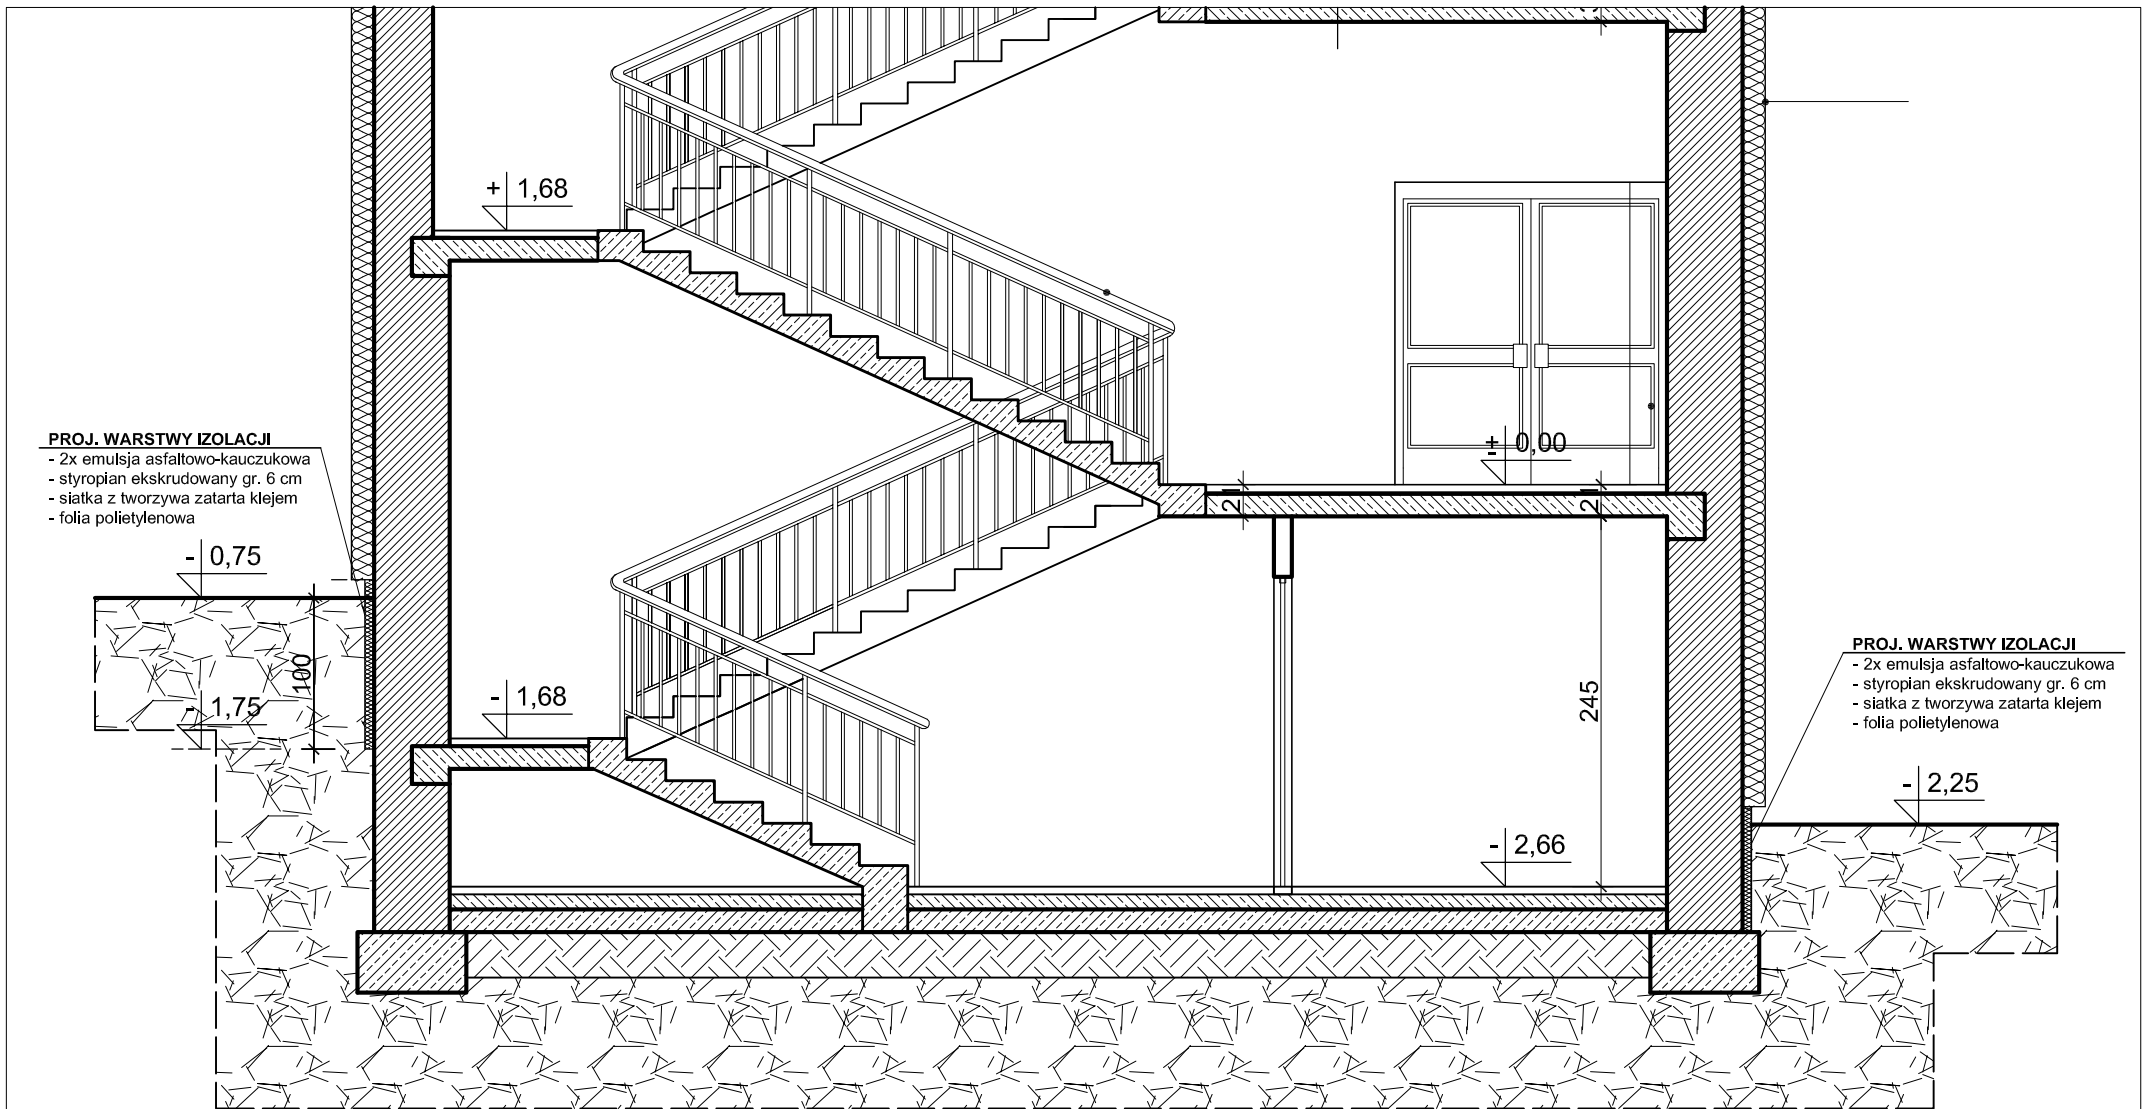 + 1,68
PROJ. WARSTWY IZOLACJI
- 2x emulsja asfaltowo-kauczukowa
- styropian ekskrudowany gr. 6 cm
- siatka z tworzywa zatarta klejem
- folia polietylenowa
± 0,00
21
21
- 0,75
100
- 1,75
- 1,68
245
PROJ. WARSTWY IZOLACJI
- 2x emulsja asfaltowo-kauczukowa
- styropian ekskrudowany gr. 6 cm
- siatka z tworzywa zatarta klejem
- folia polietylenowa
- 2,25
- 2,66